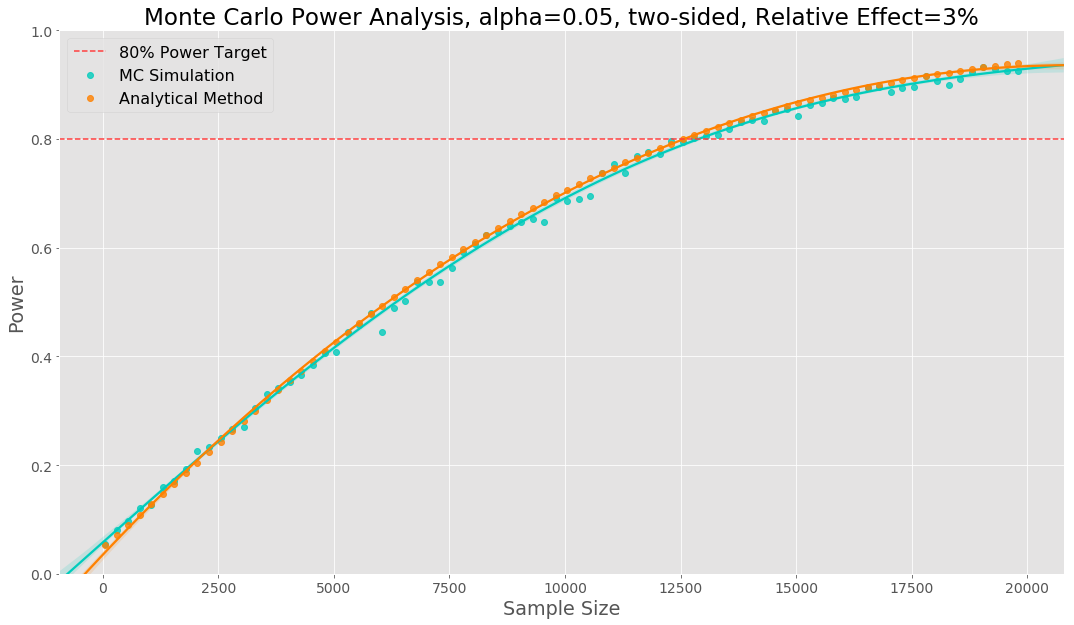 Monte Carlo Power Analysis, alpha=0.05, two-sided, Relative Effect=3%
80% Power Target
MC Simulation
Analytical Method
Power
1.0
0.8
0.6
0.4
0.2
0.0
0 2500 5000 7500 10000 12500 15000 17500 20000
Sample Size